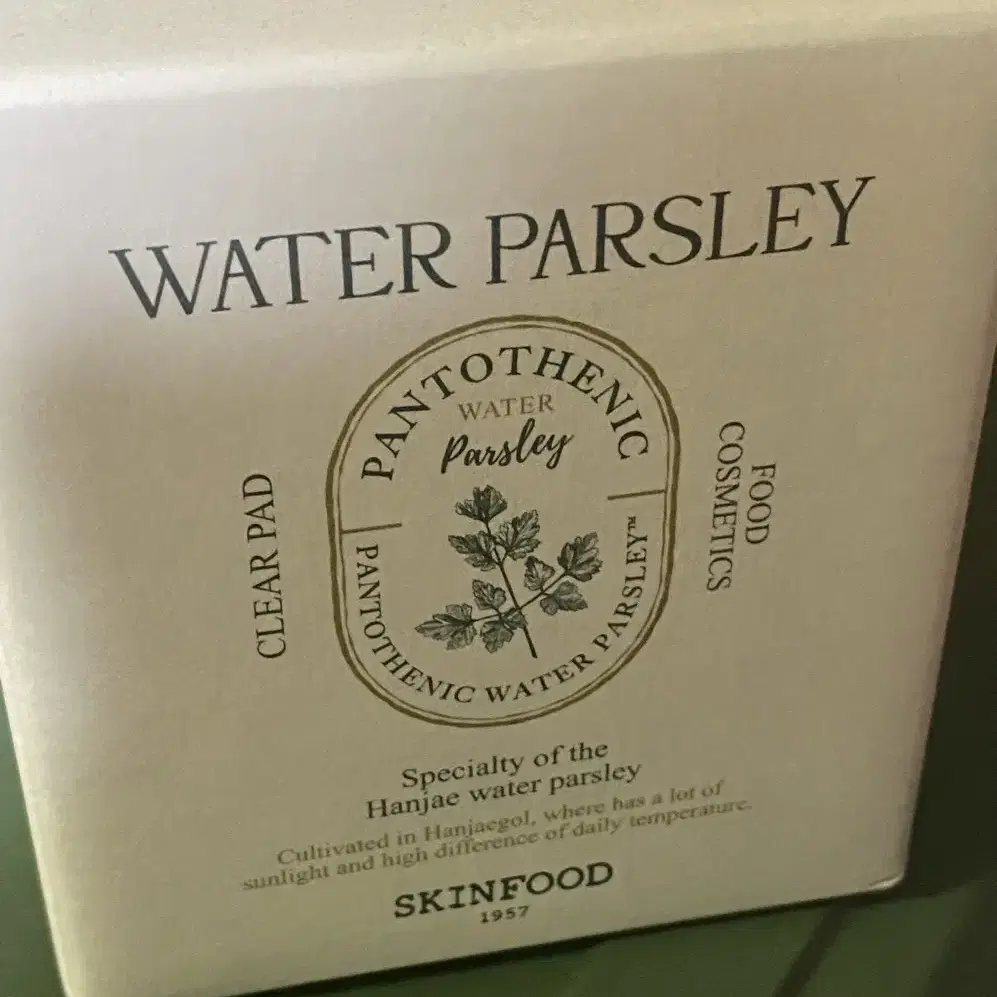 WATER PARSLEY
PANTOTHENIC
WATER
Parsley
PANTOTHENIC WATER PARSLEY™
CLEAR PAD
FOOD
COSMETICS
Specialty of the
Hanjae water parsley
Cultivated in Hanjaegol, where has a lot of
sunlight and high difference of daily temperature.
SKINFOOD
1957